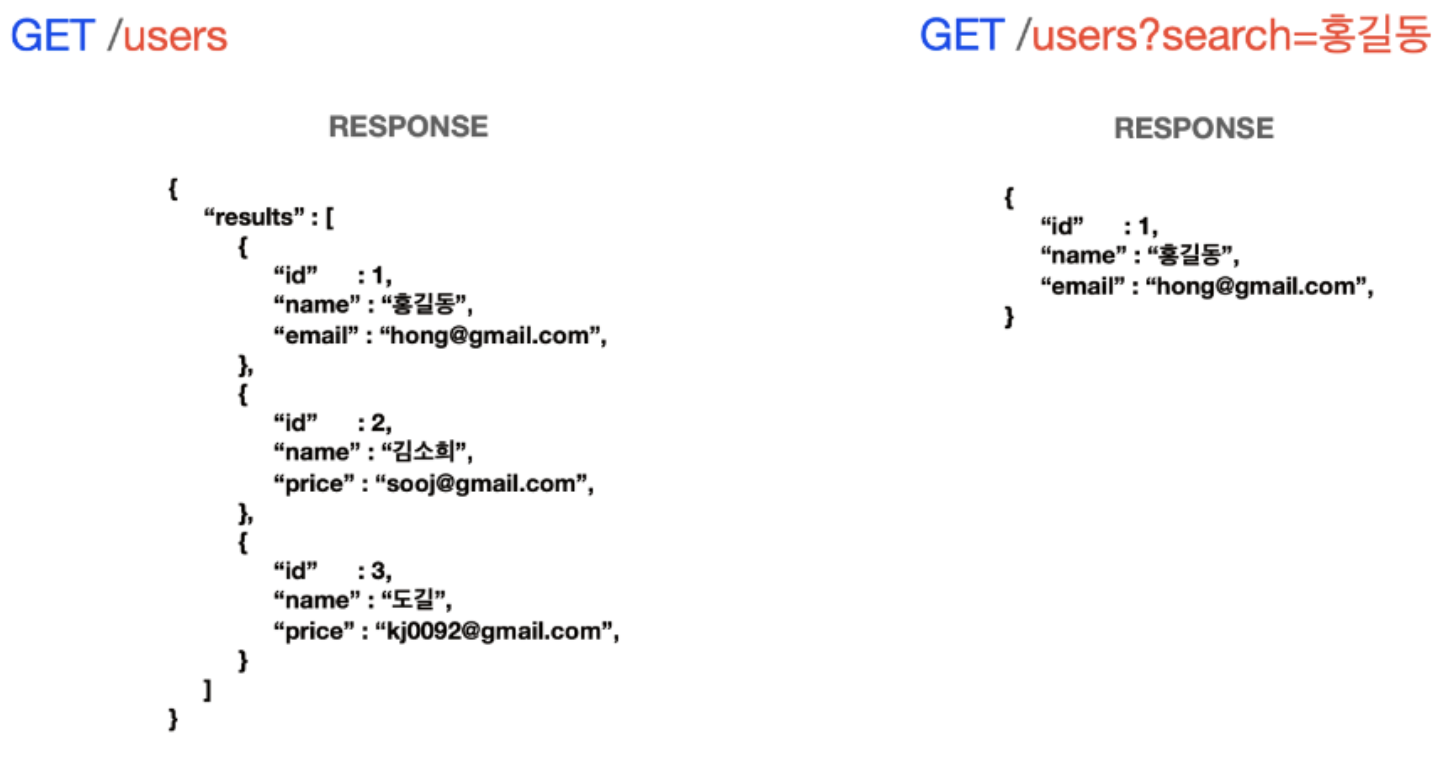 GET /users
RESPONSE
{
“results” : [
{
“id” : 1,
“name” : “홍길동”,
“email” : “hong@gmail.com”,
},
{
“id” : 2,
“name” : “김소희”,
“price” : “sooj@gmail.com”,
},
{
“id” : 3,
“name” : “도길”,
“price” : “kj0092@gmail.com”,
}
]
}
GET /users?search=홍길동
RESPONSE
{
“id” : 1,
“name” : “홍길동”,
“email” : “hong@gmail.com”,
}